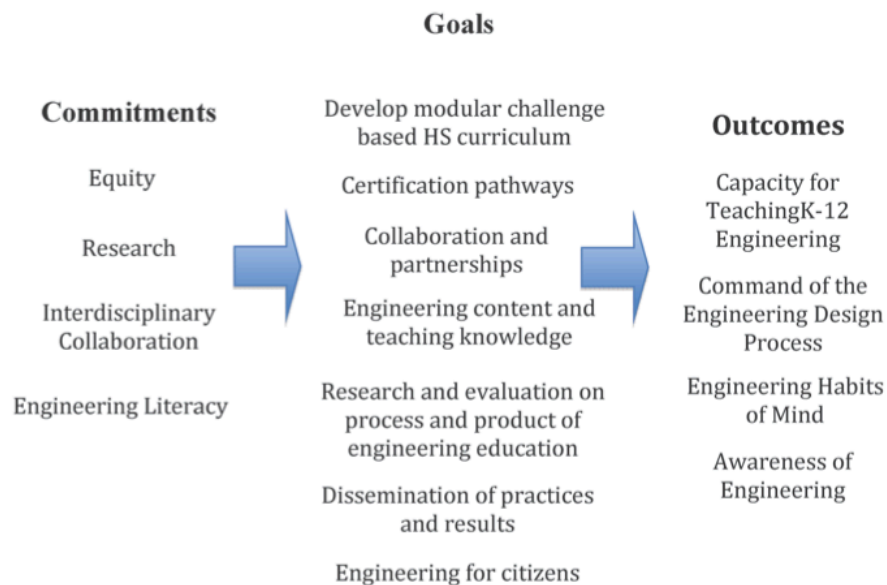 Goals
Commitments
Equity
Research
Interdisciplinary
Collaboration
Engineering Literacy
Develop modular challenge
based HS curriculum
Certification pathways
Collaboration and
partnerships
Engineering content and
teaching knowledge
Research and evaluation on
process and product of
engineering education
Dissemination of practices
and results
Engineering for citizens
Outcomes
Capacity for
TeachingK-12
Engineering
Command of the
Engineering Design
Process
Engineering Habits
of Mind
Awareness of
Engineering